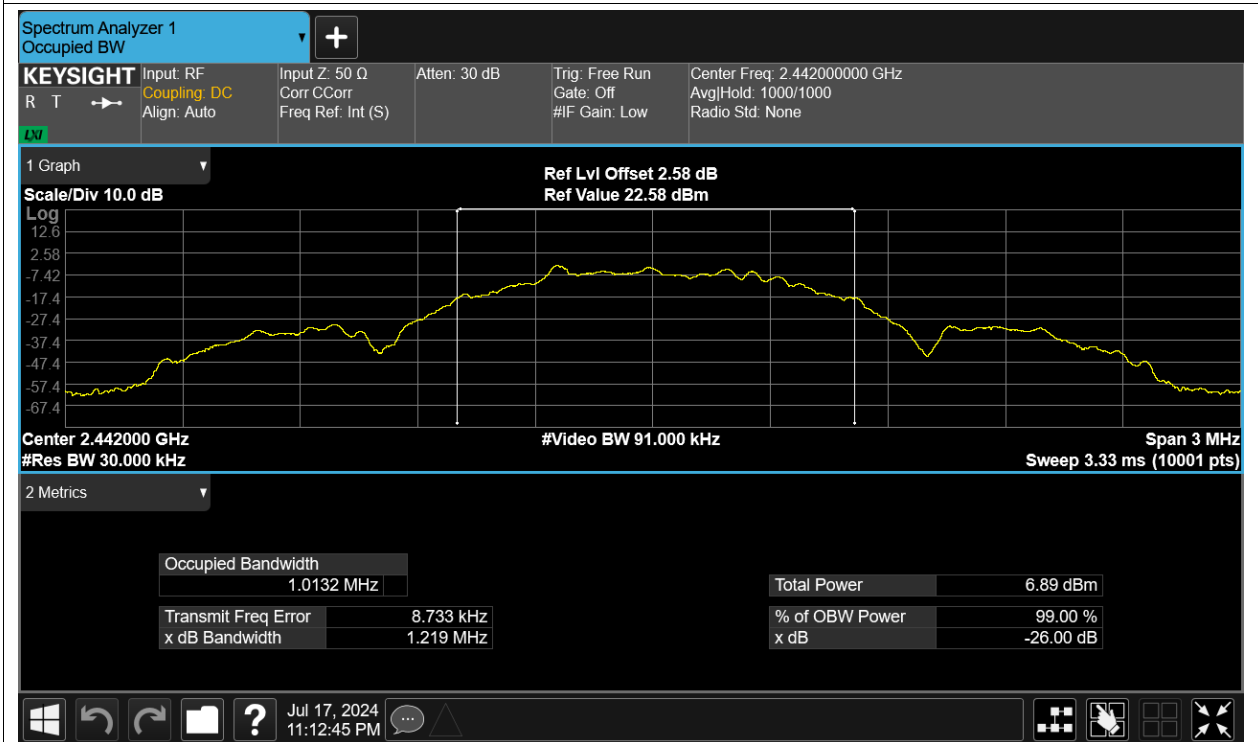 Spectrum Analyzer 1
Occupied BW
KEYSIGHT
R T
LXI
Input: RF
Coupling: DC
Align: Auto
Input Z: 50 Ω
Corr CCorr
Freq Ref: Int (S)
Atten: 30 dB
Trig: Free Run
Gate: Off
#IF Gain: Low
Center Freq: 2.442000000 GHz
Avg|Hold: 1000/1000
Radio Std: None
1 Graph
Scale/Div 10.0 dB
Ref Lvl Offset 2.58 dB
Ref Value 22.58 dBm
Log
12.6
2.58
-7.42
-17.4
-27.4
-37.4
-47.4
-57.4
-67.4
Center 2.442000 GHz
#Res BW 30.000 kHz
#Video BW 91.000 kHz
Span 3 MHz
Sweep 3.33 ms (10001 pts)
2 Metrics
Occupied Bandwidth
1.0132 MHz
Transmit Freq Error 8.733 kHz
x dB Bandwidth 1.219 MHz
Total Power 6.89 dBm
% of OBW Power 99.00 %
x dB -26.00 dB
?
Jul 17, 2024
11:12:45 PM